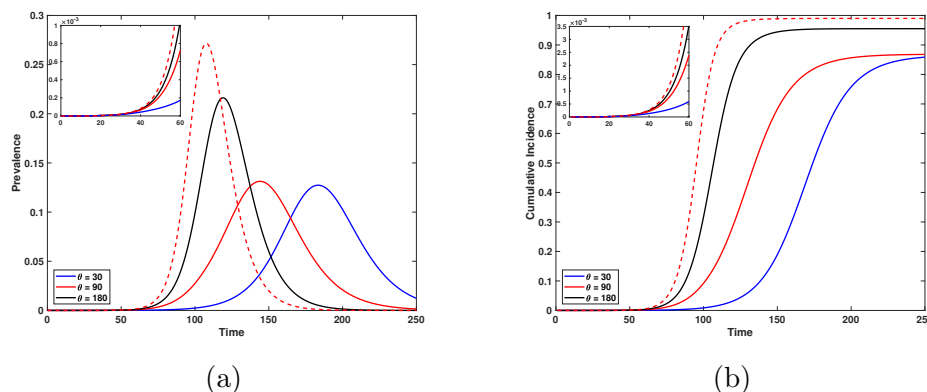 ×10⁻³
1
0.8
0.6
0.4
0.2
0
0 20 40 60
0.3
0.25
0.2
0.15
0.1
0.05
0
0 50 100 150 200 250
Prevalence
Time
θ = 30
θ = 90
θ = 180
(a)
×10⁻³
3.5
3
2.5
2
1.5
1
0.5
0
0 20 40 60
1
0.9
0.8
0.7
0.6
0.5
0.4
0.3
0.2
0.1
0
0 50 100 150 200 250
Cumulative Incidence
Time
θ = 30
θ = 90
θ = 180
(b)